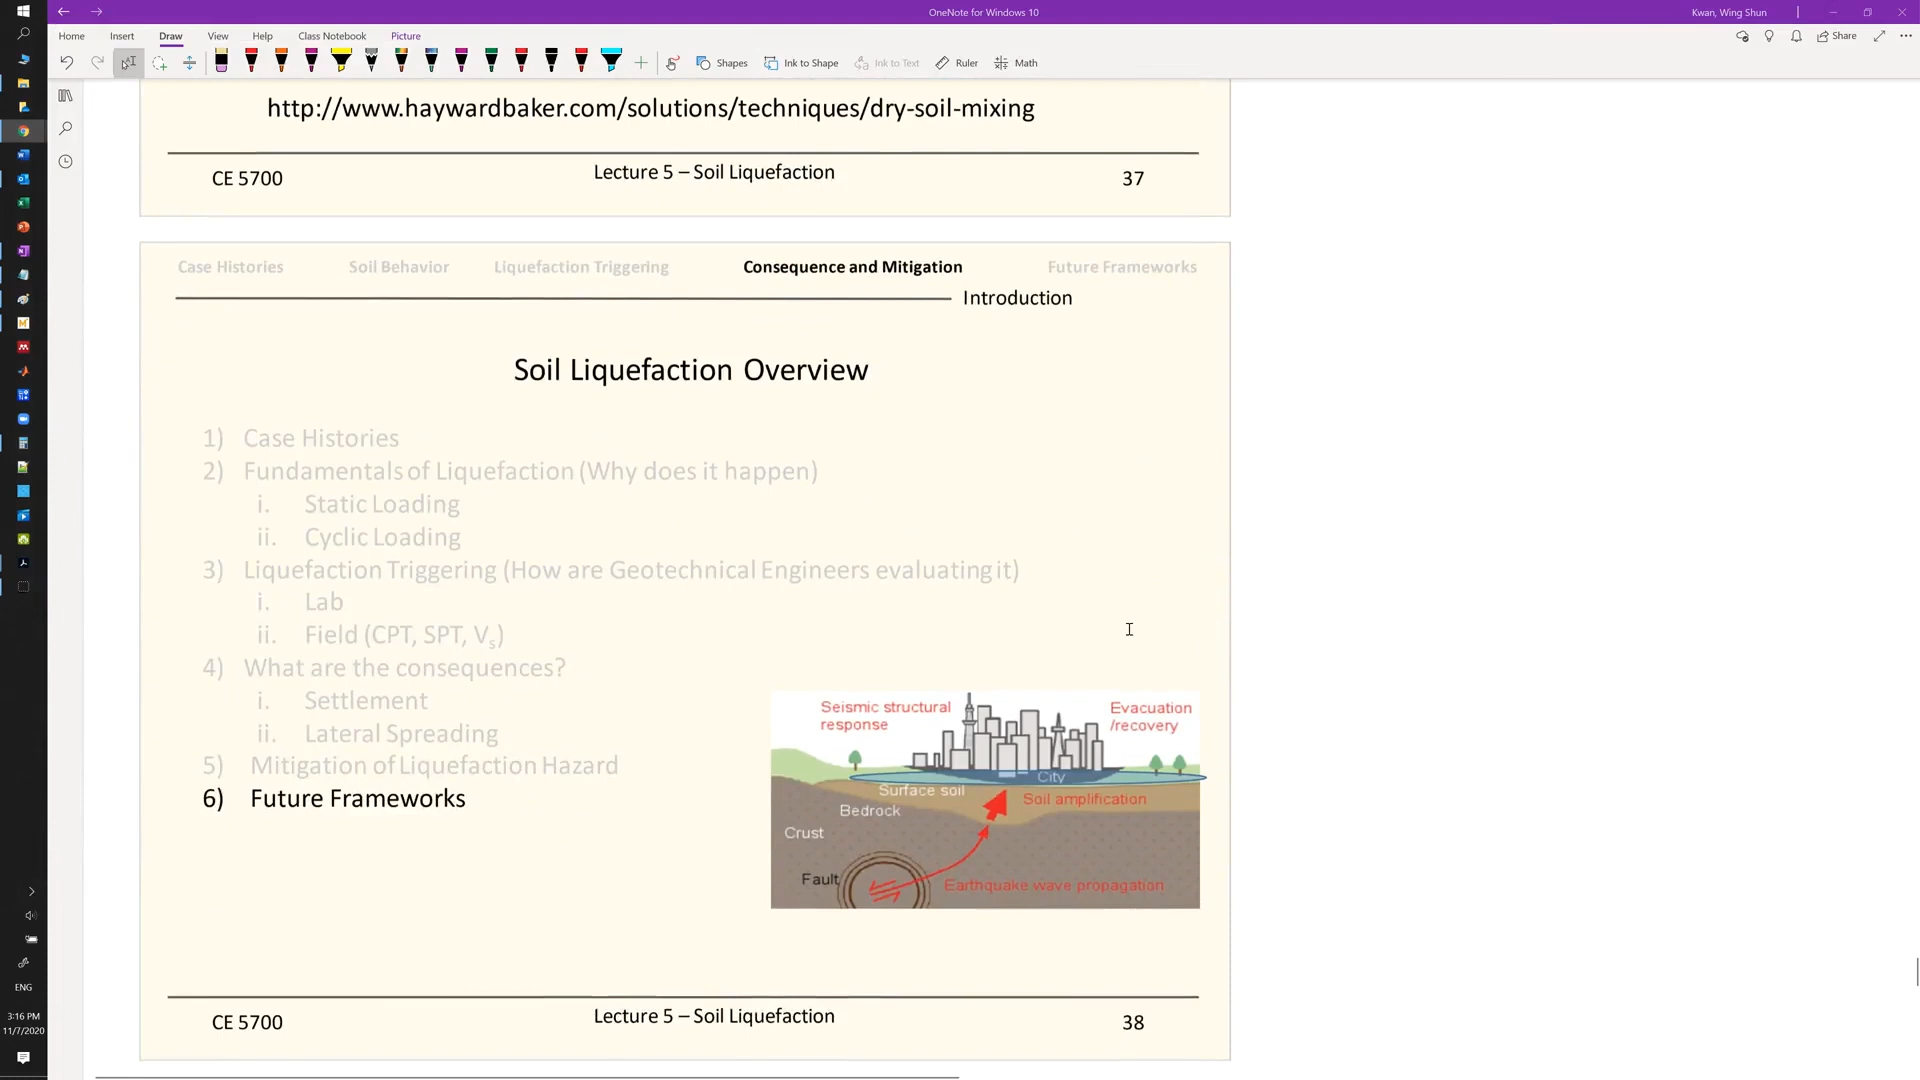 OneNote for Windows 10
Kwan, Wing Shun
Home Insert Draw View Help Class Notebook Picture
Share
Shapes Ink to Shape Ink to Text Ruler Math
http://www.haywardbaker.com/solutions/techniques/dry-soil-mixing
CE 5700 Lecture 5 – Soil Liquefaction 37
Case Histories Soil Behavior Liquefaction Triggering Consequence and Mitigation Future Frameworks
Introduction
Soil Liquefaction Overview
1) Case Histories
2) Fundamentals of Liquefaction (Why does it happen)
i. Static Loading
ii. Cyclic Loading
3) Liquefaction Triggering (How are Geotechnical Engineers evaluating it)
i. Lab
ii. Field (CPT, SPT, Vs)
4) What are the consequences?
i. Settlement
ii. Lateral Spreading
5) Mitigation of Liquefaction Hazard
6) Future Frameworks
Seismic structural
response
Evacuation
/recovery
City
Surface soil
Soil amplification
Bedrock
Crust
Fault
Earthquake wave propagation
CE 5700 Lecture 5 – Soil Liquefaction 38
ENG
3:16 PM
11/7/2020